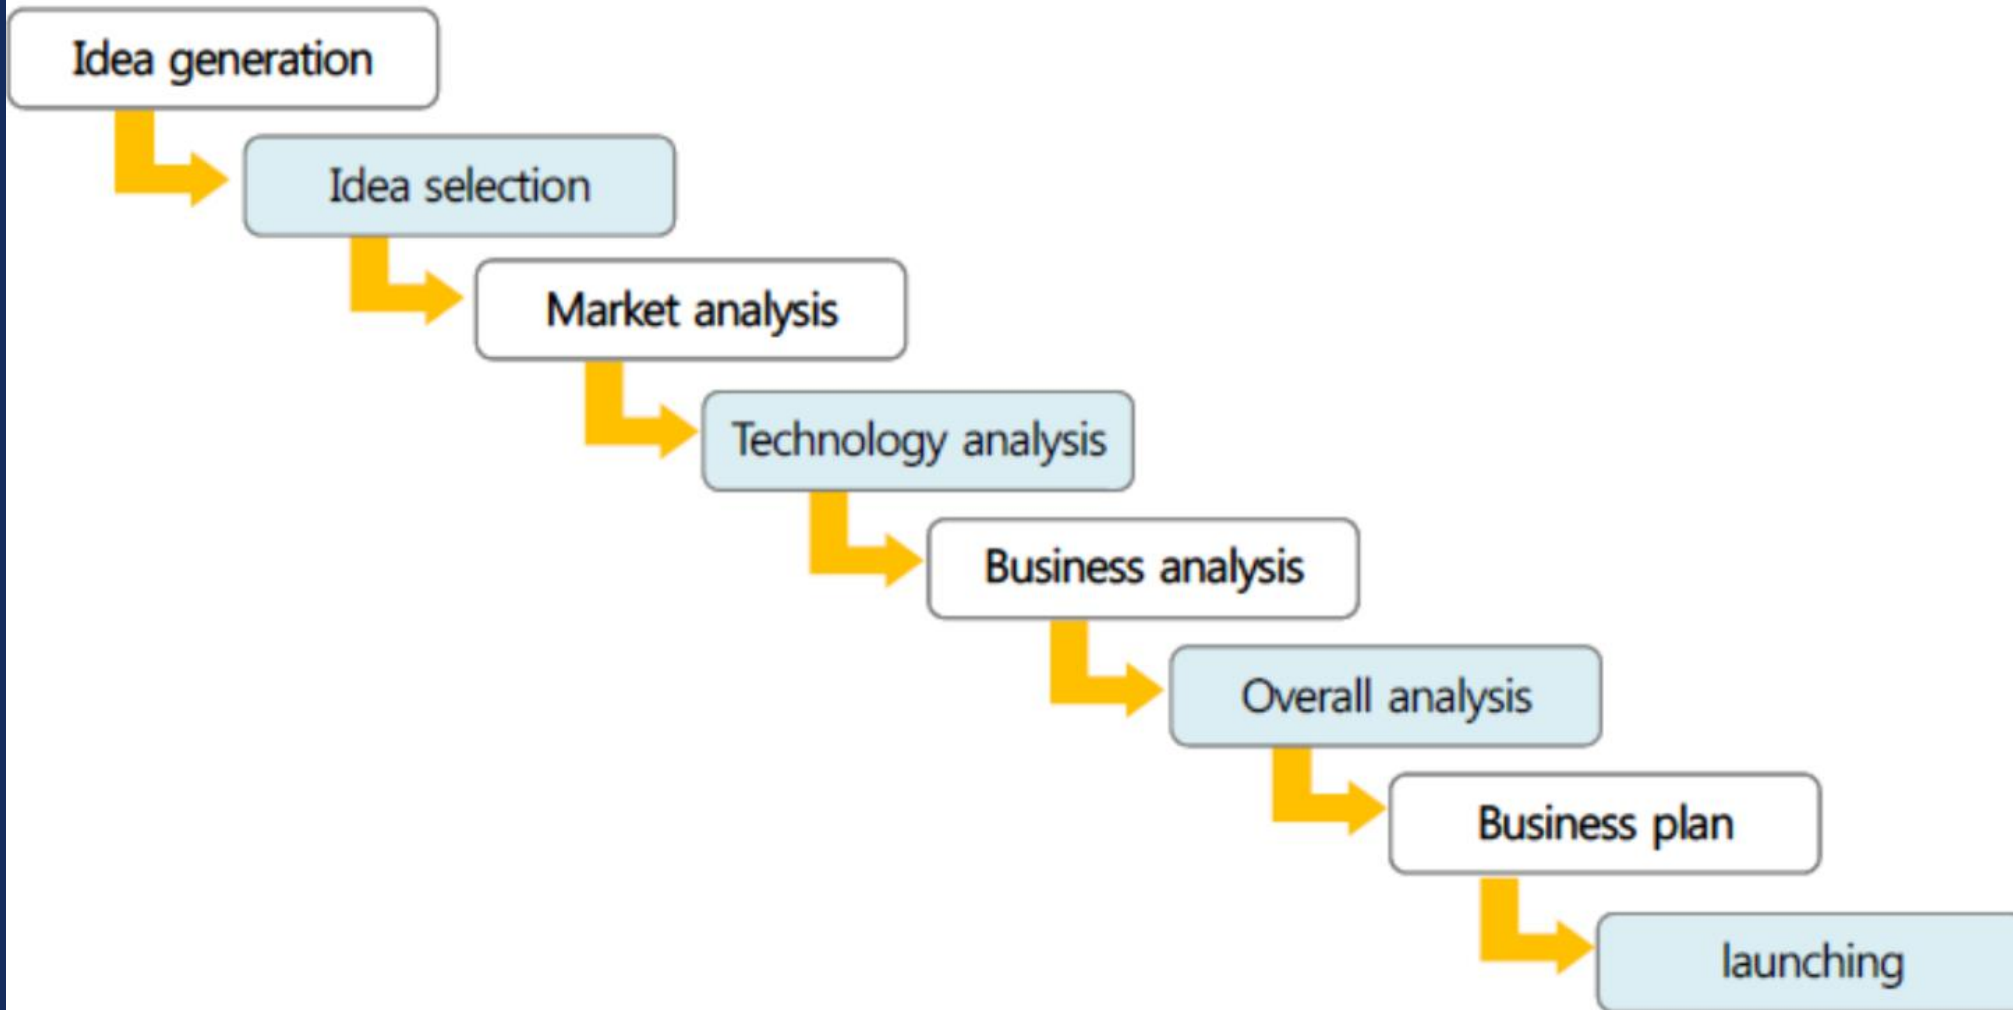 Idea generation
Idea selection
Market analysis
Technology analysis
Business analysis
Overall analysis
Business plan
launching